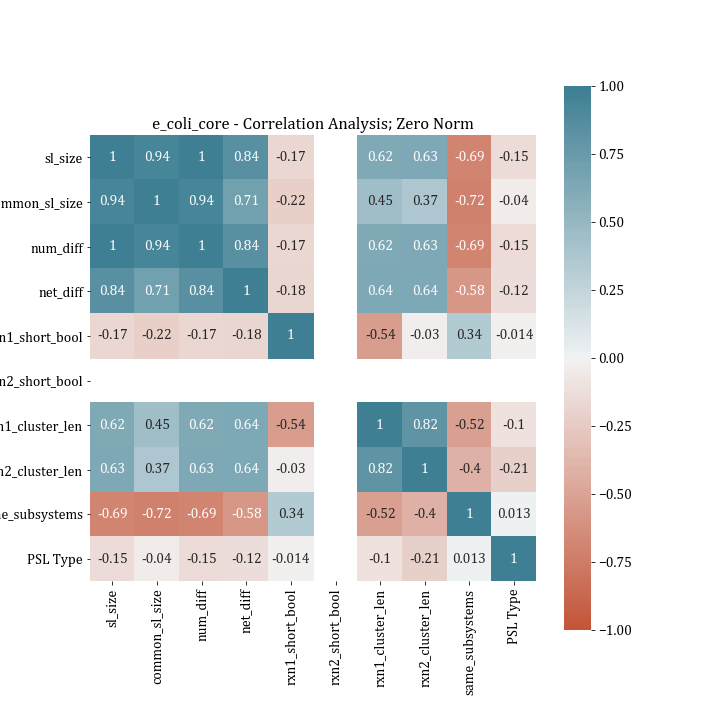 e_coli_core - Correlation Analysis; Zero Norm
sl_size 1 0.94 1 0.84 -0.17 0.62 0.63 -0.69 -0.15
mmon_sl_size 0.94 1 0.94 0.71 -0.22 0.45 0.37 -0.72 -0.04
num_diff 1 0.94 1 0.84 -0.17 0.62 0.63 -0.69 -0.15
net_diff 0.84 0.71 0.84 1 -0.18 0.64 0.64 -0.58 -0.12
n1_short_bool -0.17 -0.22 -0.17 -0.18 1 -0.54 -0.03 0.34 -0.014
n2_short_bool
n1_cluster_len 0.62 0.45 0.62 0.64 -0.54 1 0.82 -0.52 -0.1
n2_cluster_len 0.63 0.37 0.63 0.64 -0.03 0.82 1 -0.4 -0.21
e_subsystems -0.69 -0.72 -0.69 -0.58 0.34 -0.52 -0.4 1 0.013
PSL Type -0.15 -0.04 -0.15 -0.12 -0.014 -0.1 -0.21 0.013 1
sl_size
common_sl_size
num_diff
net_diff
rxn1_short_bool
rxn2_short_bool
rxn1_cluster_len
rxn2_cluster_len
same_subsystems
PSL Type
1.00
0.75
0.50
0.25
0.00
−0.25
−0.50
−0.75
−1.00